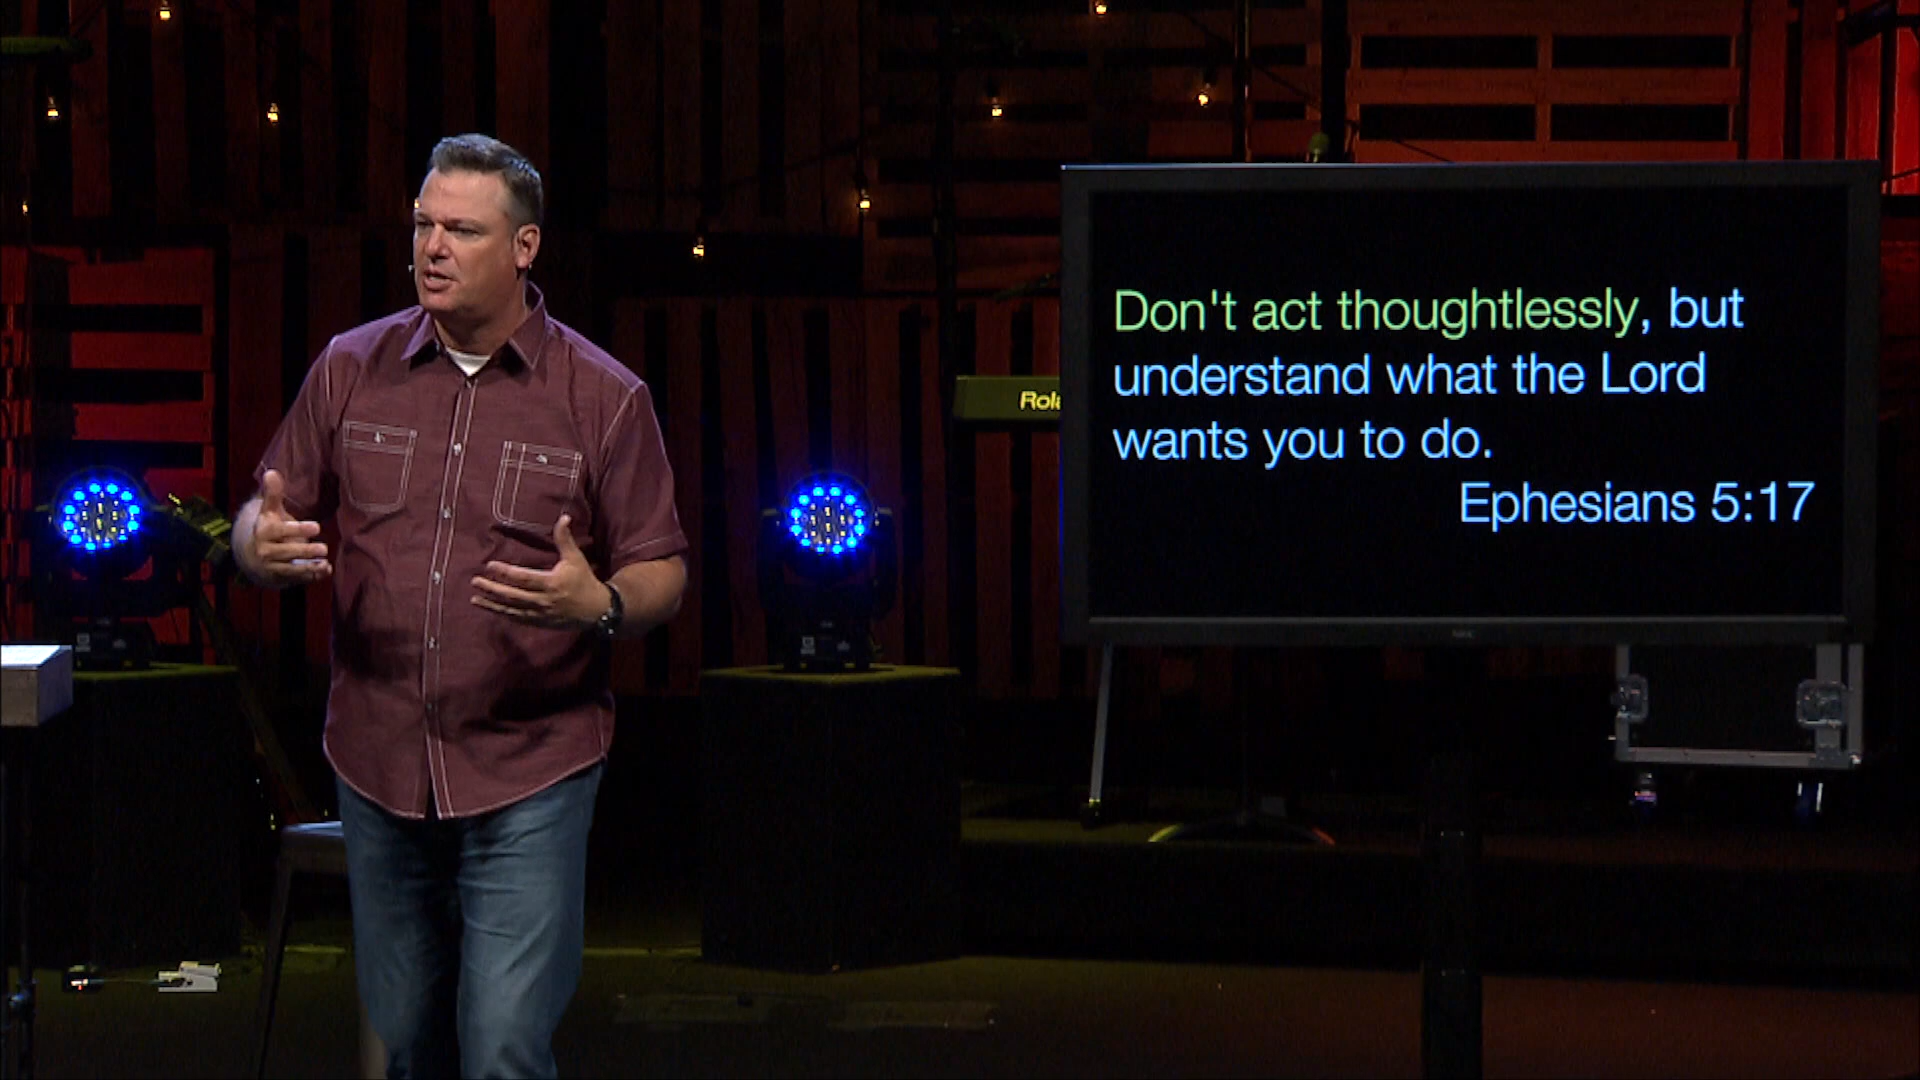 Don't act thoughtlessly, but
understand what the Lord
wants you to do.
Ephesians 5:17